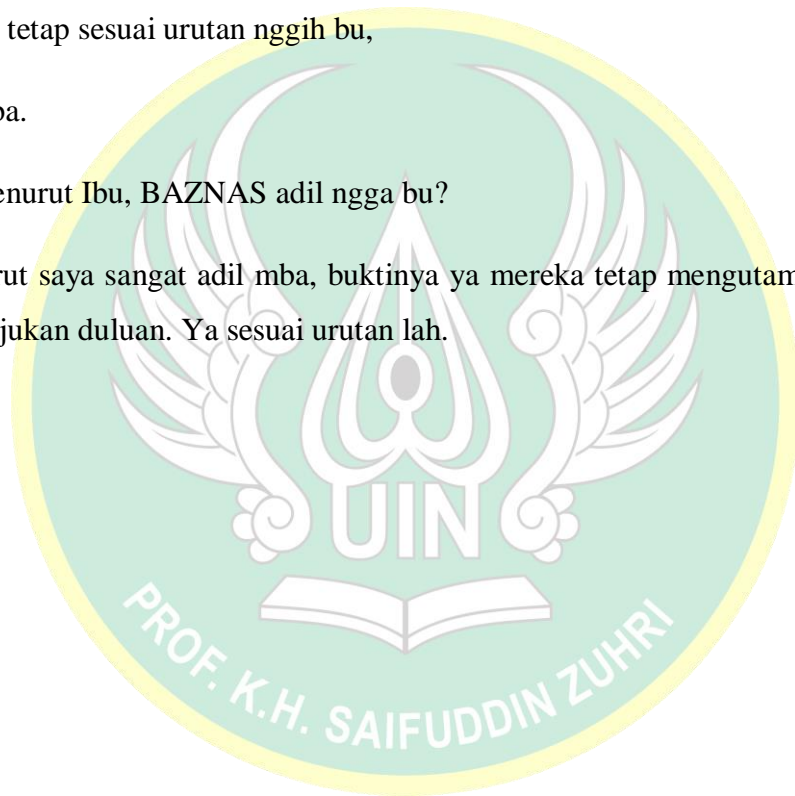 tetap sesuai urutan nggih bu,
enurut Ibu, BAZNAS adil ngga bu?
rut saya sangat adil mba, buktinya ya mereka tetap mengutam
jukan duluan. Ya sesuai urutan lah.
UIN
PROF. K.H. SAIFUDDIN ZUHRI